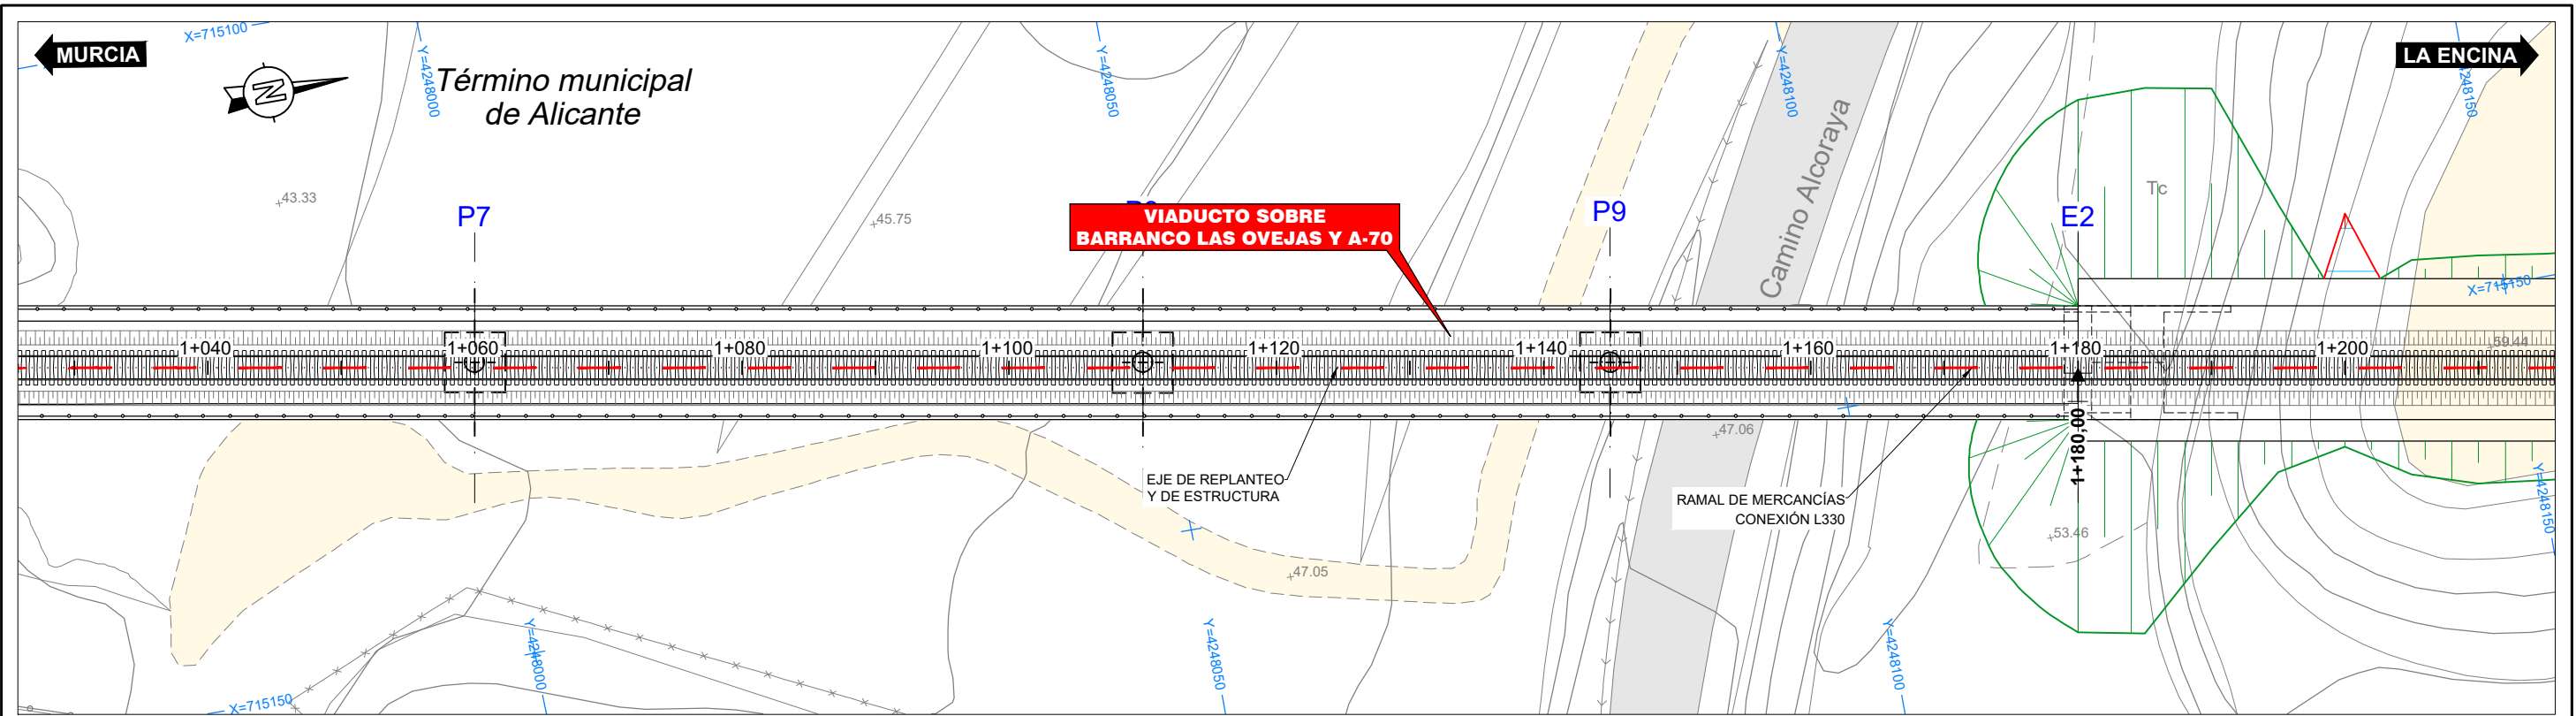 MURCIA
X=715100
Y=4248000
Término municipal
de Alicante
N
Y=4248050
Y=4248100
LA ENCINA
Y=4248150
43.33
P7
45.75
VIADUCTO SOBRE
BARRANCO LAS OVEJAS Y A-70
P9
Camino Alcoraya
Tc
E2
X=715150
1+040
1+060
1+080
1+100
1+120
1+140
1+160
1+180
1+200
59.44
1+180,00
47.06
EJE DE REPLANTEO
Y DE ESTRUCTURA
RAMAL DE MERCANCÍAS
CONEXIÓN L330
53.46
47.05
Y=4248150
Y=4248000
Y=4248050
Y=4248100
X=715150